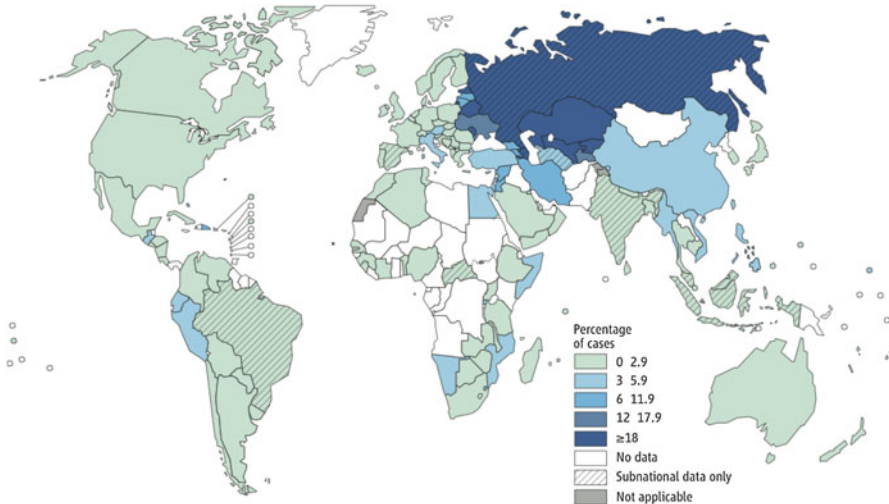 Percentage
of cases
0 2.9
3 5.9
6 11.9
12 17.9
≥18
No data
Subnational data only
Not applicable